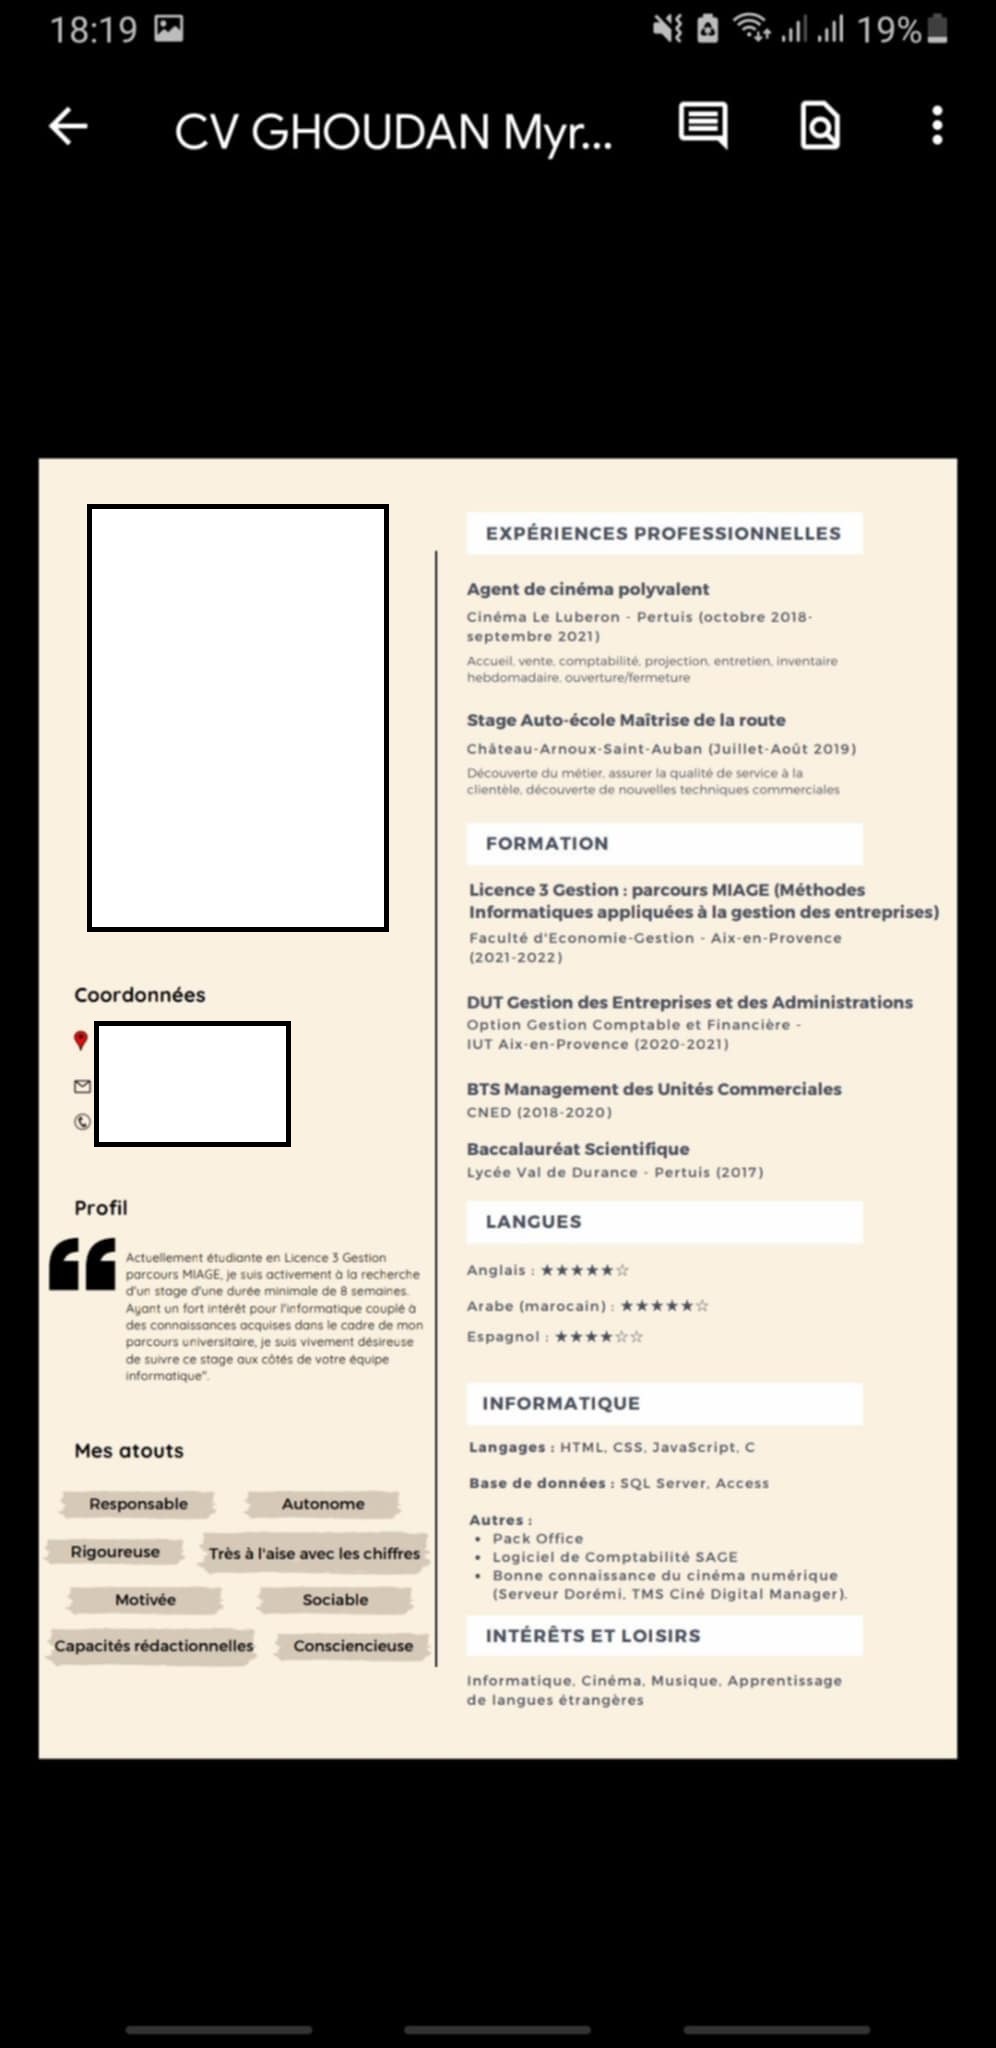 18:19
19%
CV GHOUDAN Myr...
Coordonnées
Profil
Actuellement étudiante en Licence 3 Gestion
parcours MIAGE, je suis activement à la recherche
d'un stage d'une durée minimale de 8 semaines.
Ayant un fort intérêt pour l'informatique couplé à
des connaissances acquises dans le cadre de mon
parcours universitaire, je suis vivement désireuse
de suivre ce stage aux côtés de votre équipe
informatique".
Mes atouts
Responsable Autonome
Rigoureuse Très à l'aise avec les chiffres
Motivée Sociable
Capacités rédactionnelles Consciencieuse
EXPÉRIENCES PROFESSIONNELLES
Agent de cinéma polyvalent
Cinéma Le Luberon - Pertuis (octobre 2018-
septembre 2021)
Accueil, vente, comptabilité, projection, entretien, inventaire
hebdomadaire, ouverture/fermeture
Stage Auto-école Maîtrise de la route
Château-Arnoux-Saint-Auban (Juillet-Août 2019)
Découverte du métier, assurer la qualité de service à la
clientèle, découverte de nouvelles techniques commerciales
FORMATION
Licence 3 Gestion : parcours MIAGE (Méthodes
Informatiques appliquées à la gestion des entreprises)
Faculté d'Economie-Gestion - Aix-en-Provence
(2021-2022)
DUT Gestion des Entreprises et des Administrations
Option Gestion Comptable et Financière -
IUT Aix-en-Provence (2020-2021)
BTS Management des Unités Commerciales
CNED (2018-2020)
Baccalauréat Scientifique
Lycée Val de Durance - Pertuis (2017)
LANGUES
Anglais : ★★★★★☆
Arabe (marocain) : ★★★★★☆
Espagnol : ★★★★☆☆
INFORMATIQUE
Langages : HTML, CSS, JavaScript, C
Base de données : SQL Server, Access
Autres :
• Pack Office
• Logiciel de Comptabilité SAGE
• Bonne connaissance du cinéma numérique
(Serveur Dorémi, TMS Ciné Digital Manager).
INTÉRÊTS ET LOISIRS
Informatique, Cinéma, Musique, Apprentissage
de langues étrangères